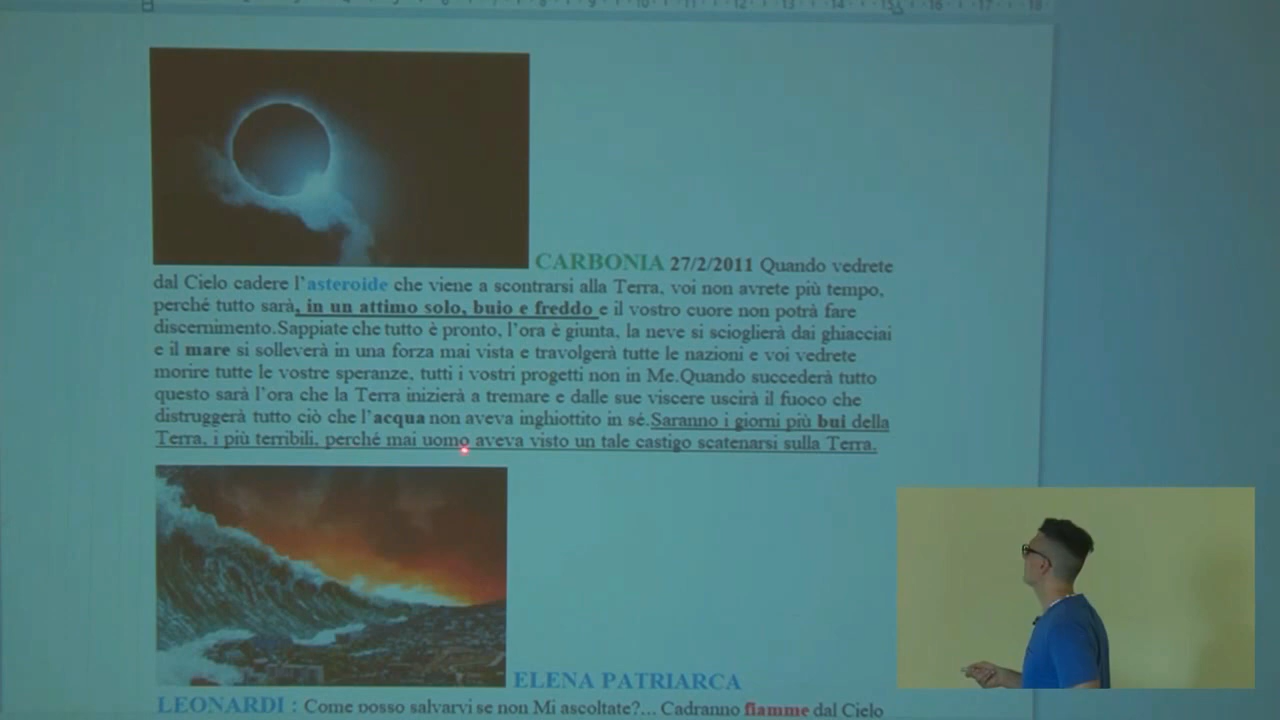 CARBONIA 27/2/2011 Quando vedrete
dal Cielo cadere l'asteroide che viene a scontrarsi alla Terra, voi non avrete più tempo,
perché tutto sarà, in un attimo solo, buio e freddo e il vostro cuore non potrà fare
discernimento.Sappiate che tutto è pronto, l'ora è giunta, la neve si scioglierà dai ghiacciai
e il mare si solleverà in una forza mai vista e travolgerà tutte le nazioni e voi vedrete
morire tutte le vostre speranze, tutti i vostri progetti non in Me.Quando succederà tutto
questo sarà l'ora che la Terra inizierà a tremare e dalle sue viscere uscirà il fuoco che
distruggerà tutto ciò che l'acqua non aveva inghiottito in sé.Saranno i giorni più bui della
Terra, i più terribili, perché mai uomo aveva visto un tale castigo scatenarsi sulla Terra.
ELENA PATRIARCA
LEONARDI : Come posso salvarvi se non Mi ascoltate?... Cadranno fiamme dal Cielo